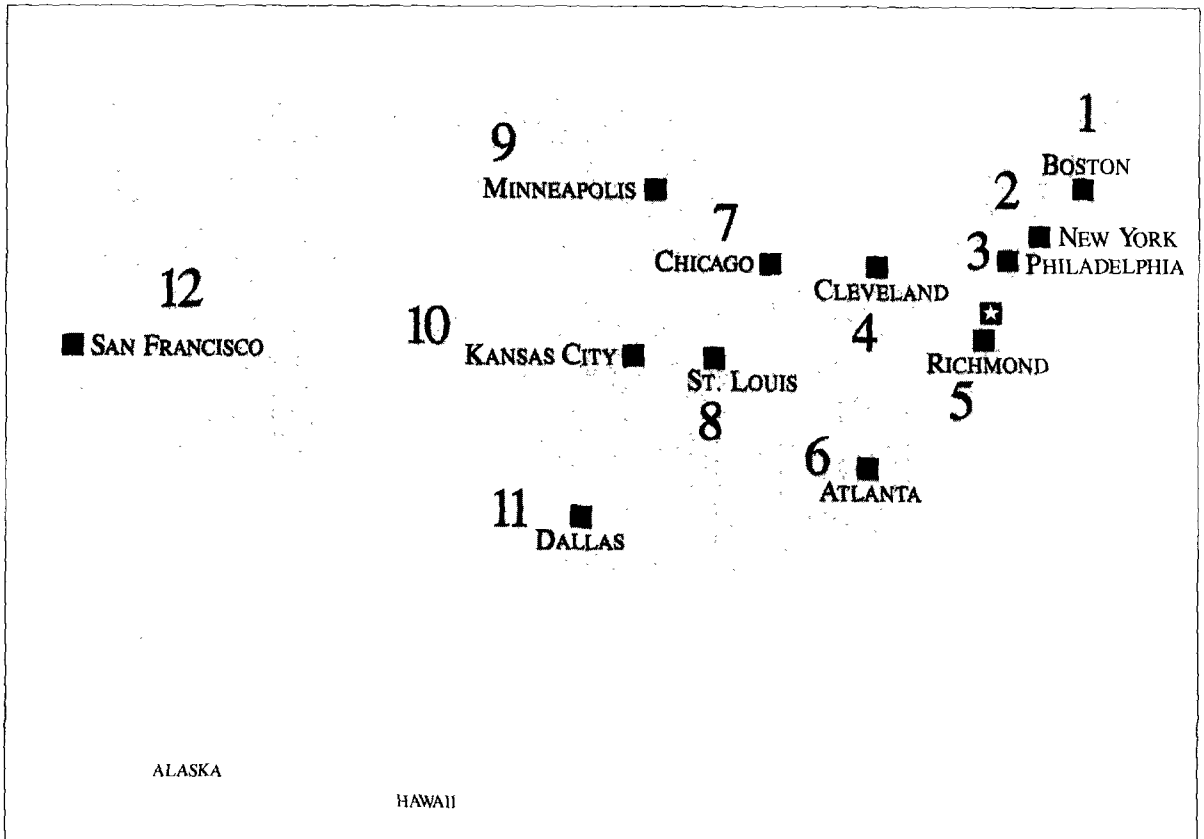 1
BOSTON
9
MINNEAPOLIS
2
NEW YORK
7
CHICAGO
3
PHILADELPHIA
CLEVELAND
4
12
SAN FRANCISCO
10
KANSAS CITY
ST. LOUIS
8
RICHMOND
5
6
ATLANTA
11
DALLAS
ALASKA
HAWAII